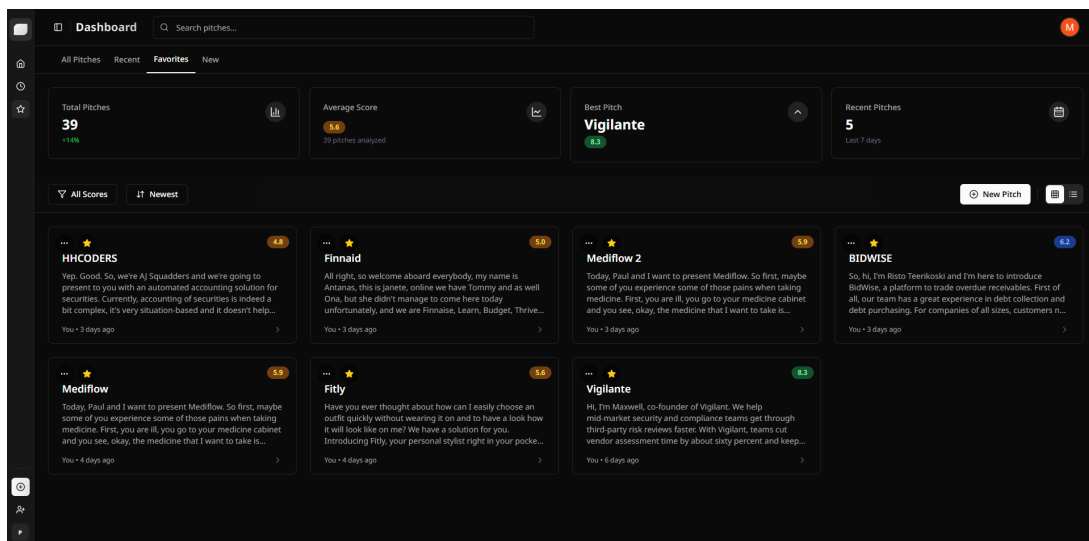 Dashboard
Search pitches...
M
All Pitches Recent Favorites New
Total Pitches
39
+14%
Average Score
5.6
39 pitches analyzed
Best Pitch
Vigilante
8.3
Recent Pitches
5
Last 7 days
All Scores
Newest
New Pitch
4.8
HHCODERS
Yep. Good. So, we're AJ Squadders and we're going to
present to you with an automated accounting solution for
securities. Currently, accounting of securities is indeed a
bit complex, it's very situation-based and it doesn't help...
You • 3 days ago
5.0
Finnaid
All right, so welcome aboard everybody, my name is
Antanas, this is Janete, online we have Tommy and as well
Ona, but she didn't manage to come here today
unfortunately, and we are Finnaise, Learn, Budget, Thrive...
You • 3 days ago
5.9
Mediflow 2
Today, Paul and I want to present Mediflow. So first, maybe
some of you experience some of those pains when taking
medicine. First, you are ill, you go to your medicine cabinet
and you see, okay, the medicine that I want to take is...
You • 3 days ago
6.2
BIDWISE
So, hi, I'm Risto Teerikoski and I'm here to introduce
BidWise, a platform to trade overdue receivables. First of
all, our team has a great experience in debt collection and
debt purchasing. For companies of all sizes, customers n...
You • 3 days ago
5.9
Mediflow
Today, Paul and I want to present Mediflow. So first, maybe
some of you experience some of those pains when taking
medicine. First, you are ill, you go to your medicine cabinet
and you see, okay, the medicine that I want to take is...
You • 4 days ago
5.6
Fitly
Have you ever thought about how can I easily choose an
outfit quickly without wearing it on and to have a look how
it will look like on me? We have a solution for you.
Introducing Fitly, your personal stylist right in your pocke...
You • 4 days ago
8.3
Vigilante
Hi, I'm Maxwell, co-founder of Vigilant. We help
mid-market security and compliance teams get through
third-party risk reviews faster. With Vigilant, teams cut
vendor assessment time by about sixty percent and keep...
You • 6 days ago
P